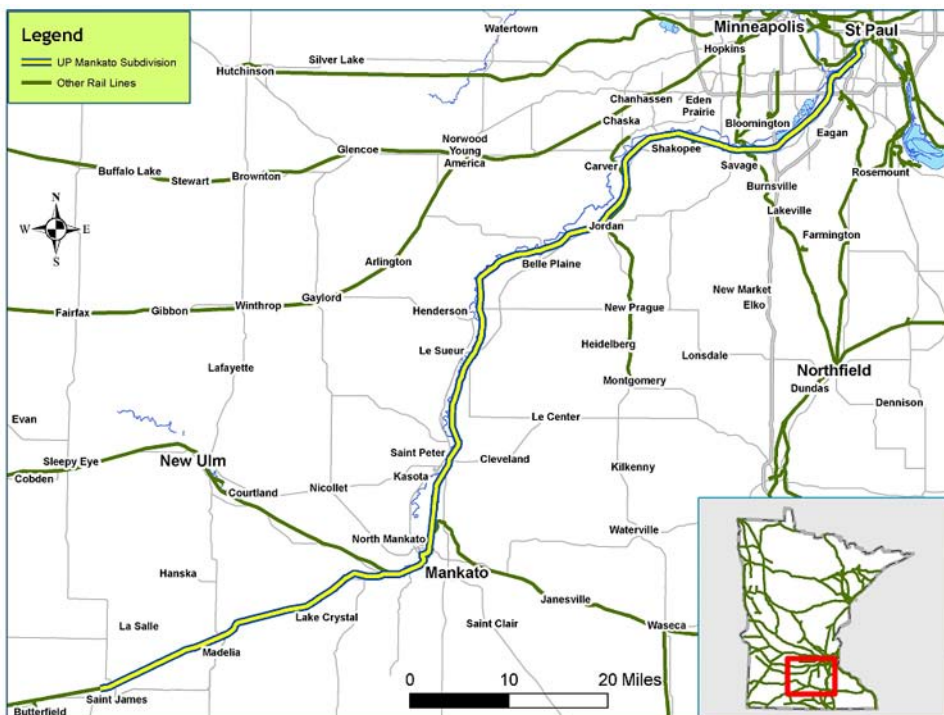 Legend
UP Mankato Subdivision
Other Rail Lines
Watertown
Minneapolis
St Paul
Hopkins
Silver Lake
Hutchinson
Chanhassen
Eden
Prairie
Bloomington
Chaska
Eagan
Norwood
Young
America
Glencoe
Shakopee
Carver
Savage
Rosemount
Buffalo Lake
Stewart
Brownton
Burnsville
Lakeville
N
W
E
S
Jordan
Farmington
Arlington
Belle Plaine
New Market
Elko
Gaylord
Winthrop
Gibbon
Fairfax
Henderson
New Prague
Heidelberg
Le Sueur
Lonsdale
Northfield
Lafayette
Montgomery
Dundas
Dennison
Evan
Le Center
Saint Peter
Cleveland
Sleepy Eye
Cobden
New Ulm
Kasota
Kilkenny
Courtland
Nicollet
Waterville
North Mankato
Mankato
Hanska
Janesville
Lake Crystal
Saint Clair
Waseca
La Salle
Madelia
Saint James
Butterfield
0 10 20 Miles